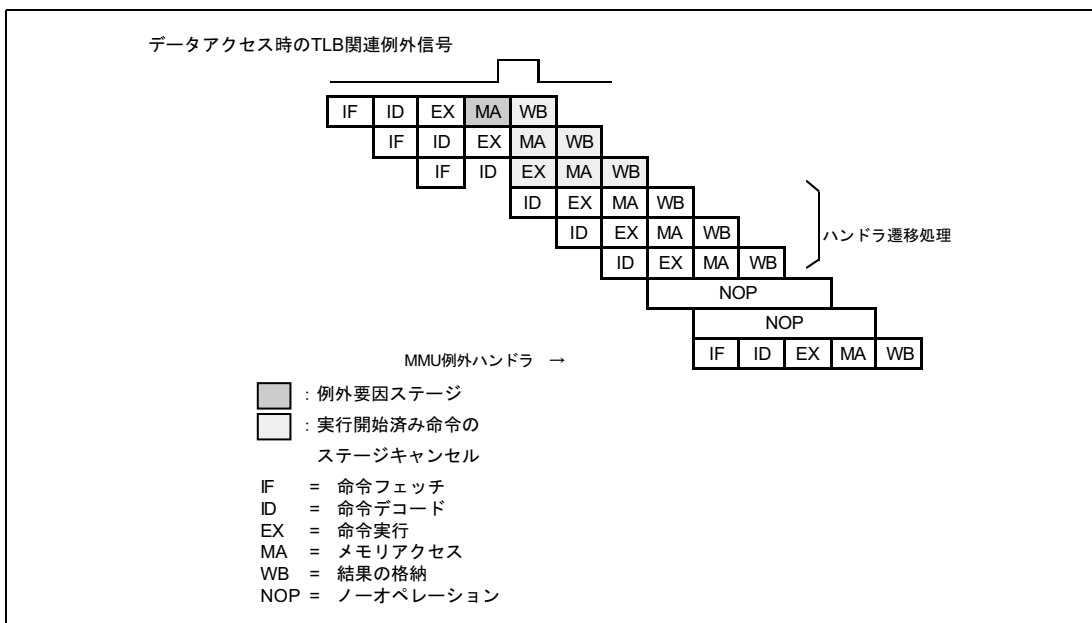 データアクセス時のTLB関連例外信号
IF ID EX MA WB
IF ID EX MA WB
IF ID EX MA WB
ID EX MA WB
ID EX MA WB
ハンドラ遷移処理
ID EX MA WB
NOP
NOP
MMU例外ハンドラ → IF ID EX MA WB
: 例外要因ステージ
: 実行開始済み命令の
ステージキャンセル
IF = 命令フェッチ
ID = 命令デコード
EX = 命令実行
MA = メモリアクセス
WB = 結果の格納
NOP = ノーオペレーション